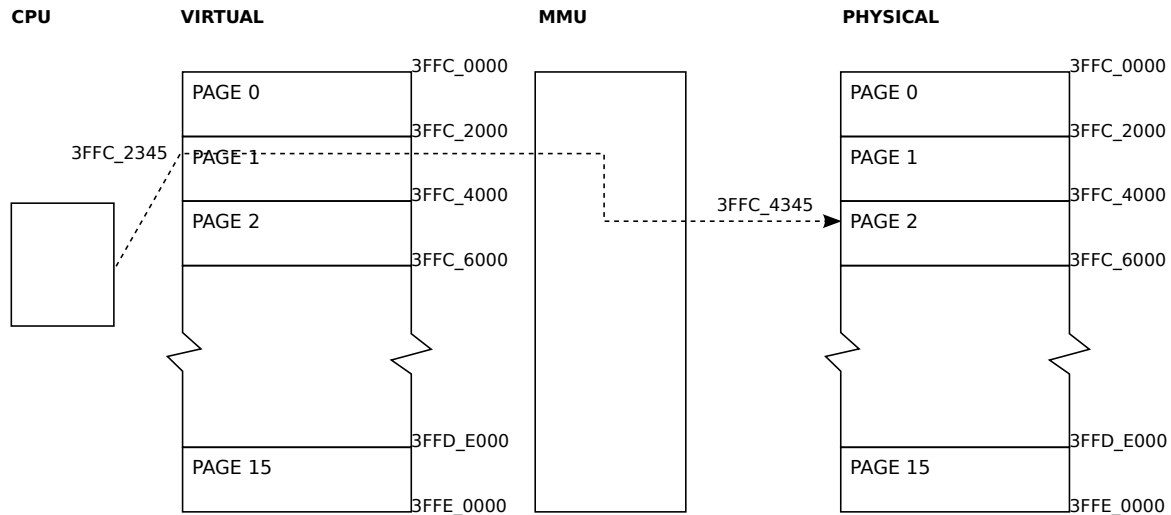 CPU
VIRTUAL
MMU
PHYSICAL
3FFC_0000
3FFC_0000
PAGE 0
PAGE 0
3FFC_2000
3FFC_2000
3FFC_2345
PAGE 1
PAGE 1
3FFC_4000
3FFC_4000
3FFC_4345
PAGE 2
PAGE 2
3FFC_6000
3FFC_6000
3FFD_E000
3FFD_E000
PAGE 15
PAGE 15
3FFE_0000
3FFE_0000